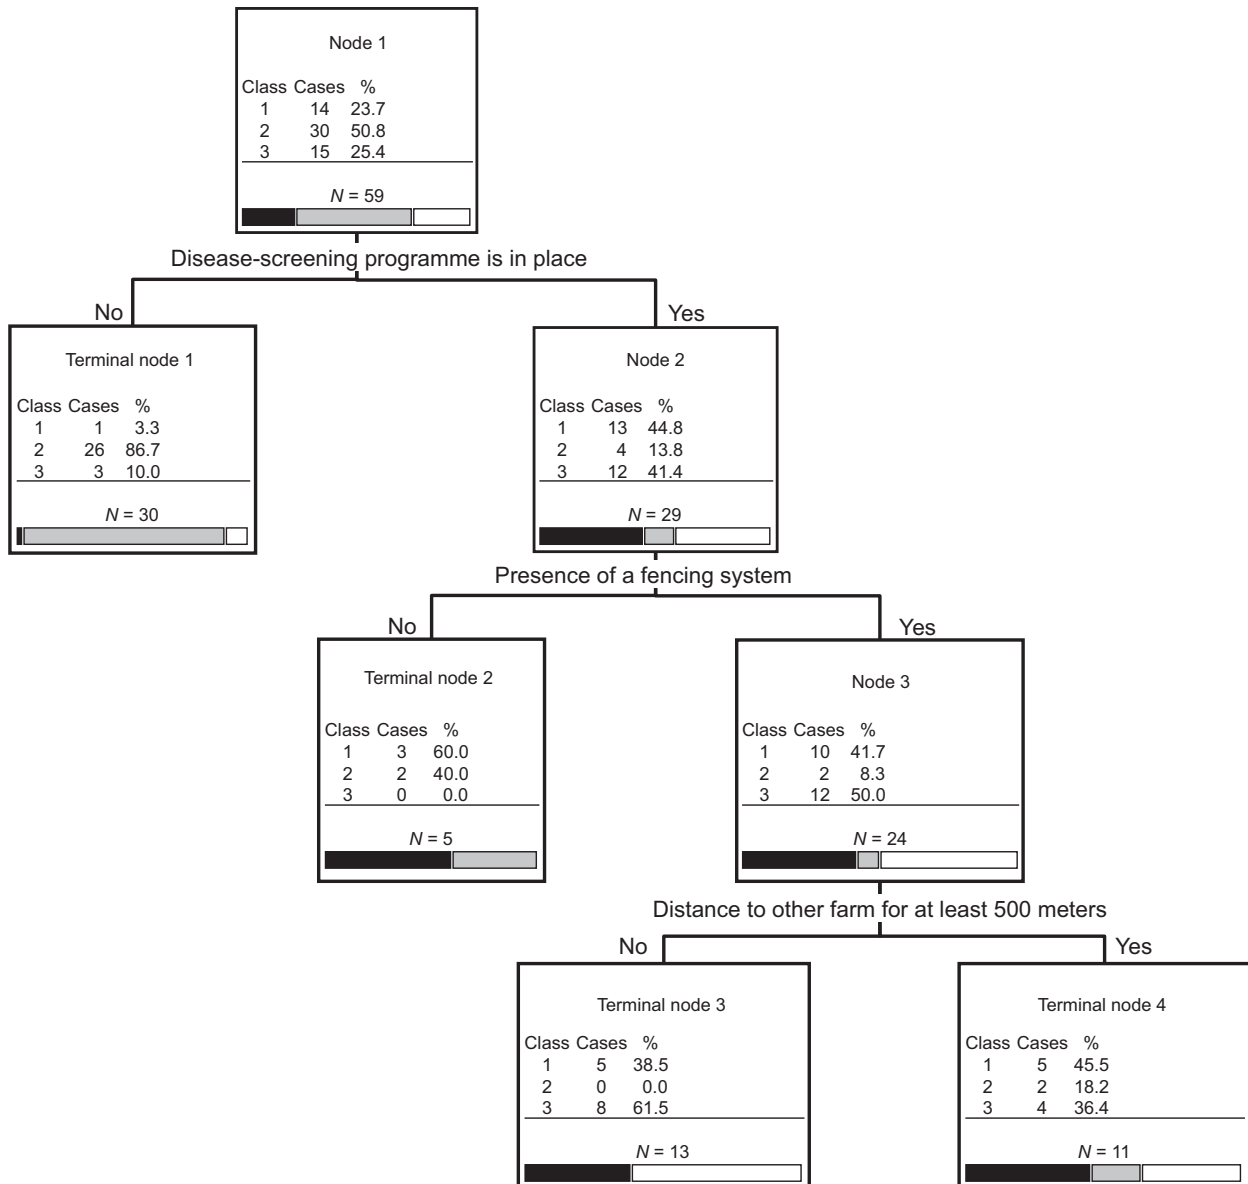 Node 1
Class Cases %
1 14 23.7
2 30 50.8
3 15 25.4
N = 59
Disease-screening programme is in place
No
Yes
Terminal node 1
Class Cases %
1 1 3.3
2 26 86.7
3 3 10.0
N = 30
Node 2
Class Cases %
1 13 44.8
2 4 13.8
3 12 41.4
N = 29
Presence of a fencing system
No
Yes
Terminal node 2
Class Cases %
1 3 60.0
2 2 40.0
3 0 0.0
N = 5
Node 3
Class Cases %
1 10 41.7
2 2 8.3
3 12 50.0
N = 24
Distance to other farm for at least 500 meters
No
Yes
Terminal node 3
Class Cases %
1 5 38.5
2 0 0.0
3 8 61.5
N = 13
Terminal node 4
Class Cases %
1 5 45.5
2 2 18.2
3 4 36.4
N = 11